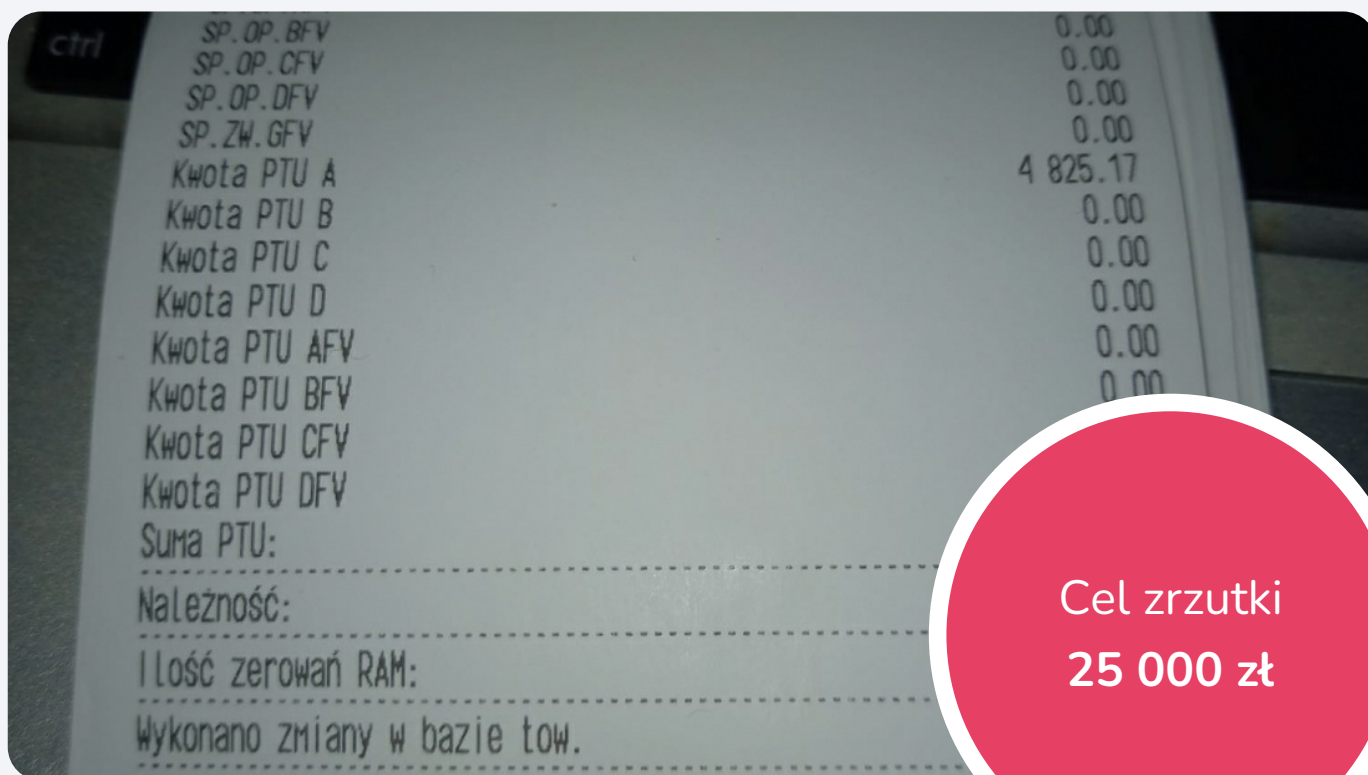 ctrl
SP.OP.BFV 0.00
SP.OP.CFV 0.00
SP.OP.DFV 0.00
SP.ZW.GFV 0.00
Kwota PTU A 4 825.17
Kwota PTU B 0.00
Kwota PTU C 0.00
Kwota PTU D 0.00
Kwota PTU AFV 0.00
Kwota PTU BFV 0.00
Kwota PTU CFV
Kwota PTU DFV
Suma PTU:
Należność:
Ilość zerowań RAM:
Wykonano zmiany w bazie tow.
Cel zrzutki
25 000 zł